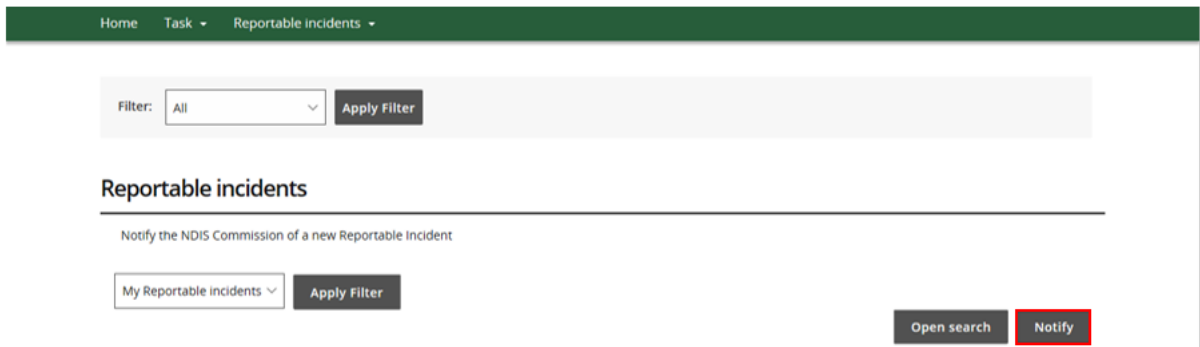 Home Task Reportable incidents
Filter: All Apply Filter
Reportable incidents
Notify the NDIS Commission of a new Reportable Incident
My Reportable incidents Apply Filter
Open search Notify